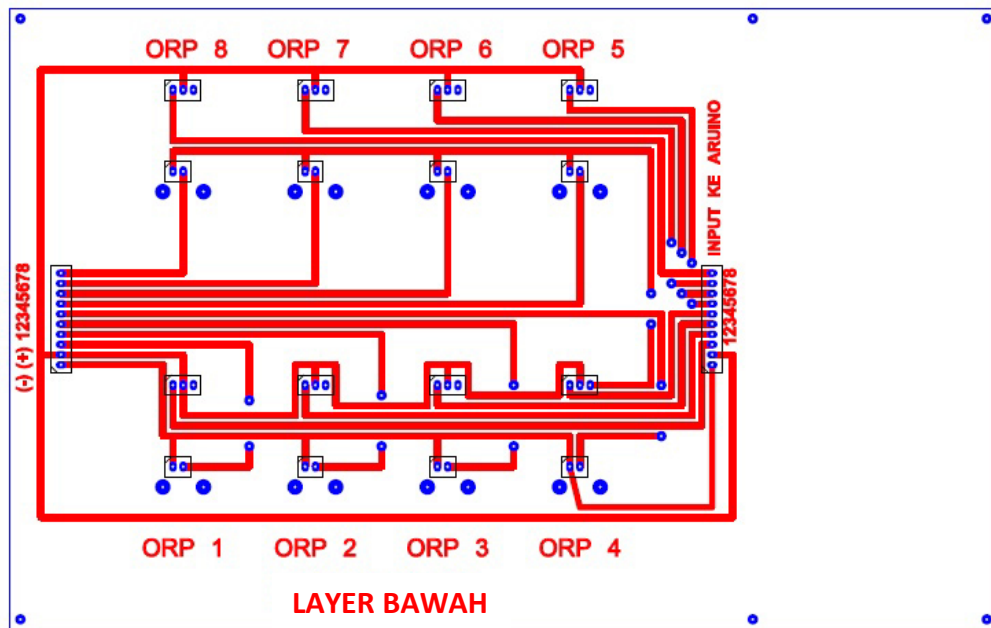 ORP 8 ORP 7 ORP 6 ORP 5
INPUT KE ARUINO
(-) (+) 12345678
12345678
ORP 1 ORP 2 ORP 3 ORP 4
LAYER BAWAH